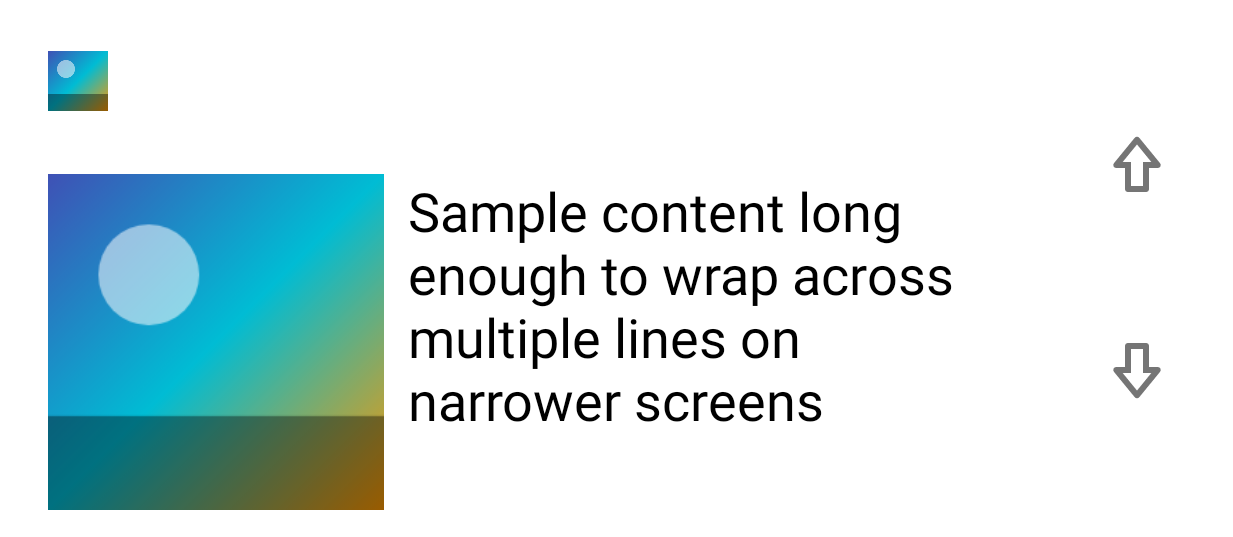 Sample content long
enough to wrap across
multiple lines on
narrower screens